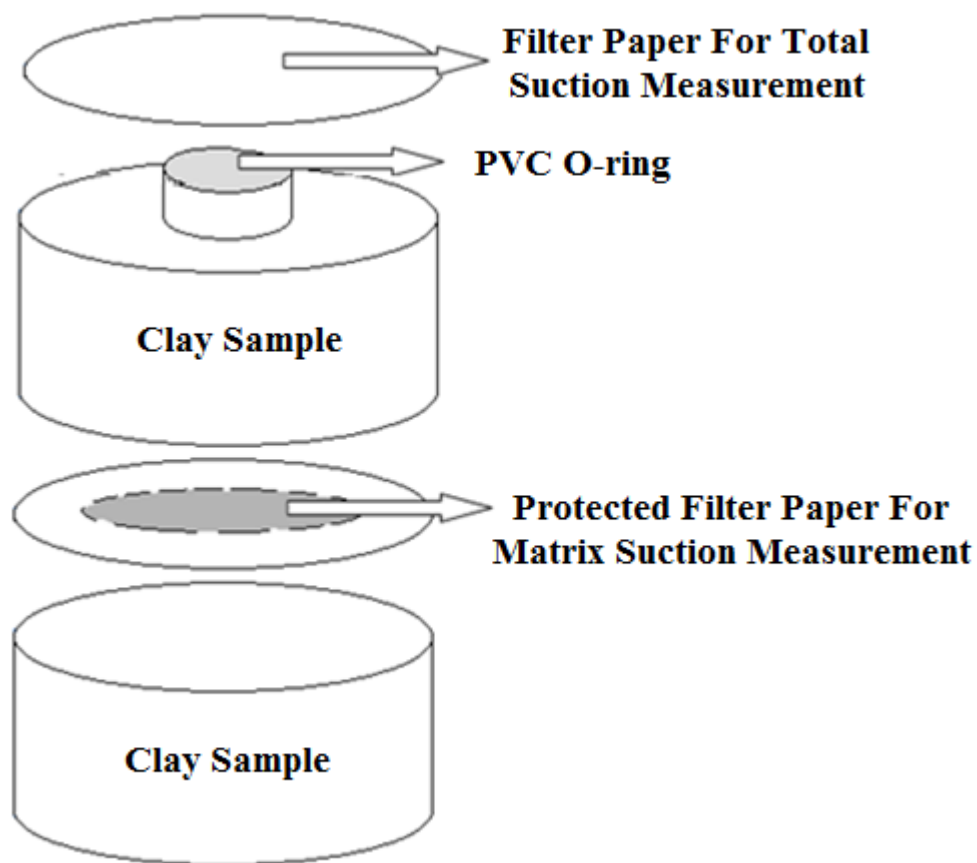 Filter Paper For Total
Suction Measurement
PVC O-ring
Clay Sample
Protected Filter Paper For
Matrix Suction Measurement
Clay Sample